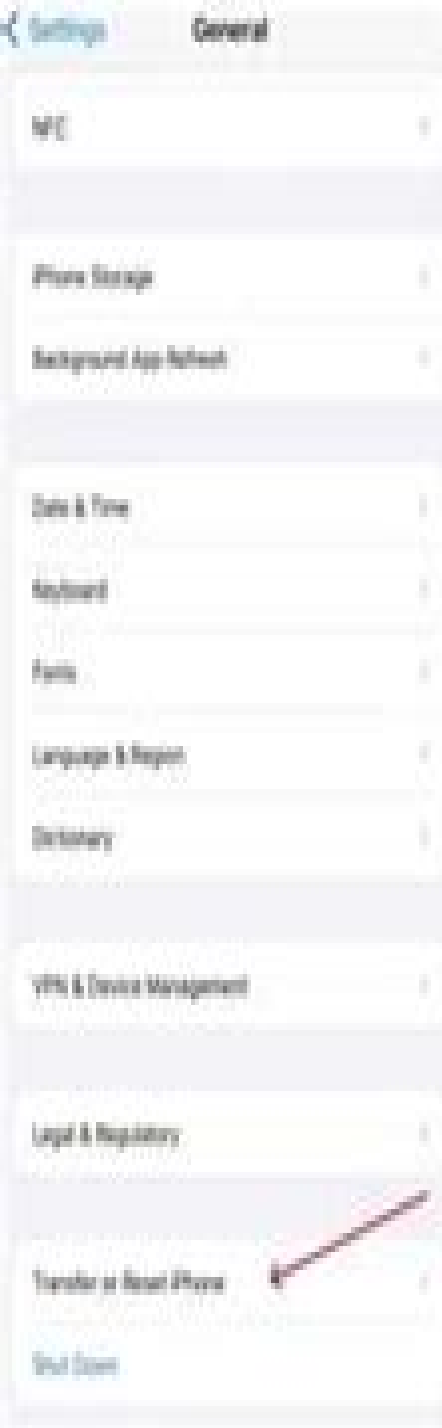 Settings General
NFC
iPhone Storage
Background App Refresh
Date & Time
Keyboard
Fonts
Language & Region
Dictionary
VPN & Device Management
Legal & Regulatory
Transfer or Reset iPhone
Shut Down